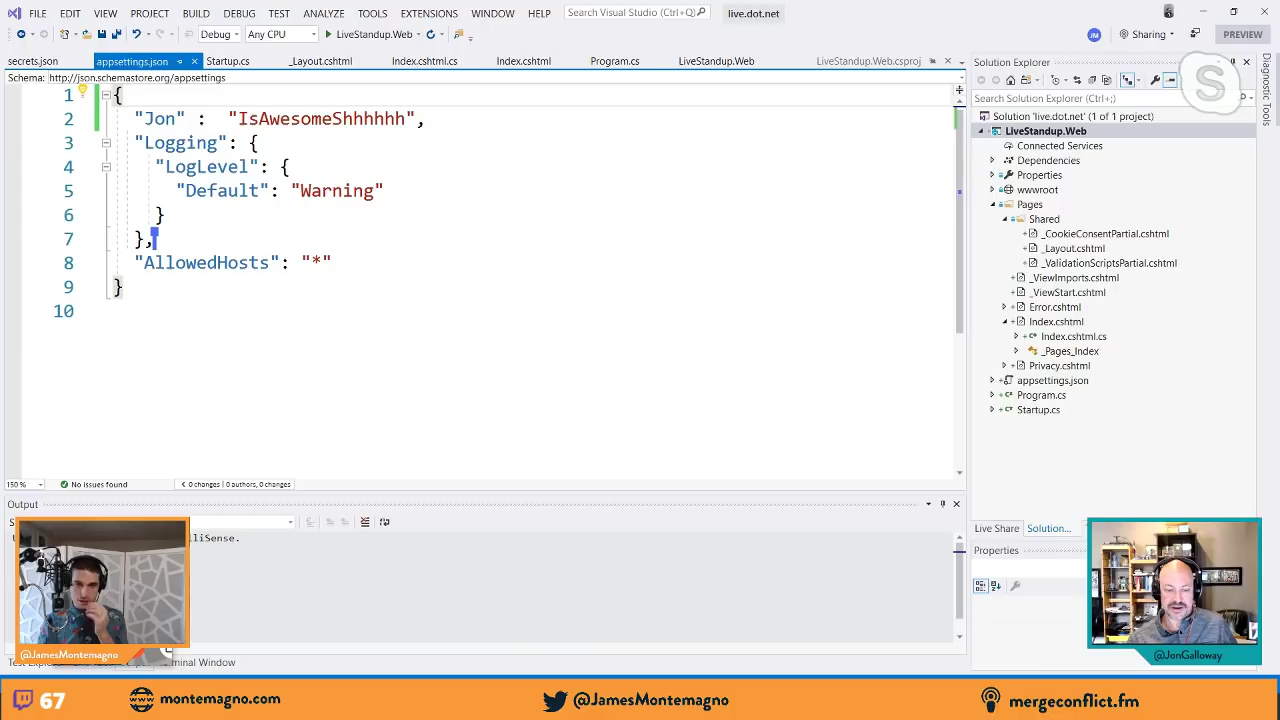 FILE EDIT VIEW PROJECT BUILD DEBUG TEST ANALYZE TOOLS EXTENSIONS WINDOW HELP Search Visual Studio (Ctrl+Q) live.dot.net
Debug Any CPU LiveStandup.Web JM Sharing PREVIEW
secrets.json appsettings.json Startup.cs _Layout.cshtml Index.cshtml.cs Index.cshtml Program.cs LiveStandup.Web LiveStandup.Web.csproj
Schema: http://json.schemastore.org/appsettings
1 {
2 "Jon" : "IsAwesomeShhhhhh",
3 "Logging": {
4 "LogLevel": {
5 "Default": "Warning"
6 }
7 },
8 "AllowedHosts": "*"
9 }
10
150 % No issues found 0 changes | 0 authors, 0 changes
Output
lliSense.
Solution Explorer
Search Solution Explorer (Ctrl+;)
Solution 'live.dot.net' (1 of 1 project)
LiveStandup.Web
Connected Services
Dependencies
Properties
wwwroot
Pages
Shared
_CookieConsentPartial.cshtml
_Layout.cshtml
_ValidationScriptsPartial.cshtml
_ViewImports.cshtml
_ViewStart.cshtml
Error.cshtml
Index.cshtml
Index.cshtml.cs
_Pages_Index
Privacy.cshtml
appsettings.json
Program.cs
Startup.cs
Live Share Solution...
Properties
Diagnostic Tools
@JamesMontemagno
@JonGalloway
67 montemagno.com @JamesMontemagno mergeconflict.fm